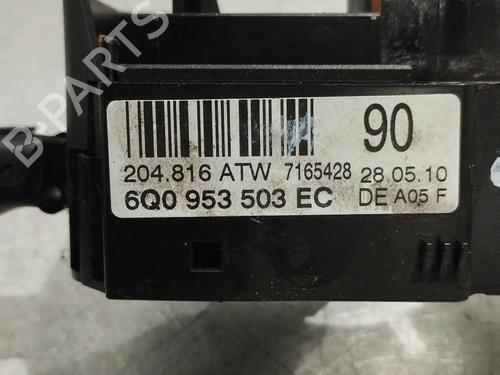 90
204.816 ATW 7165428 28.05.10
6Q0 953 503 EC DE A05 F
B-PARTS